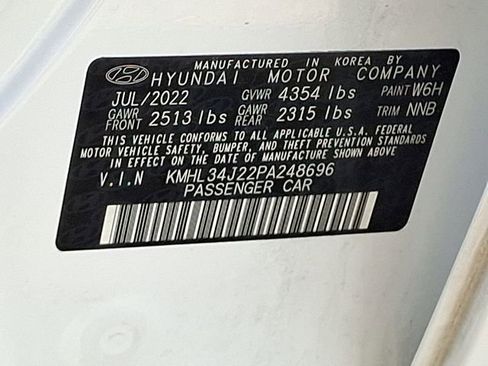 MANUFACTURED IN KOREA BY
HYUNDAI MOTOR COMPANY
JUL/2022 GVWR 4354 lbs PAINT W6H
GAWR FRONT 2513 lbs GAWR REAR 2315 lbs TRIM NNB
THIS VEHICLE CONFORMS TO ALL APPLICABLE U.S.A. FEDERAL
MOTOR VEHICLE SAFETY, BUMPER, AND THEFT PREVENTION STANDARDS
IN EFFECT ON THE DATE OF MANUFACTURE SHOWN ABOVE
V.I.N KMHL34J22PA248696
PASSENGER CAR